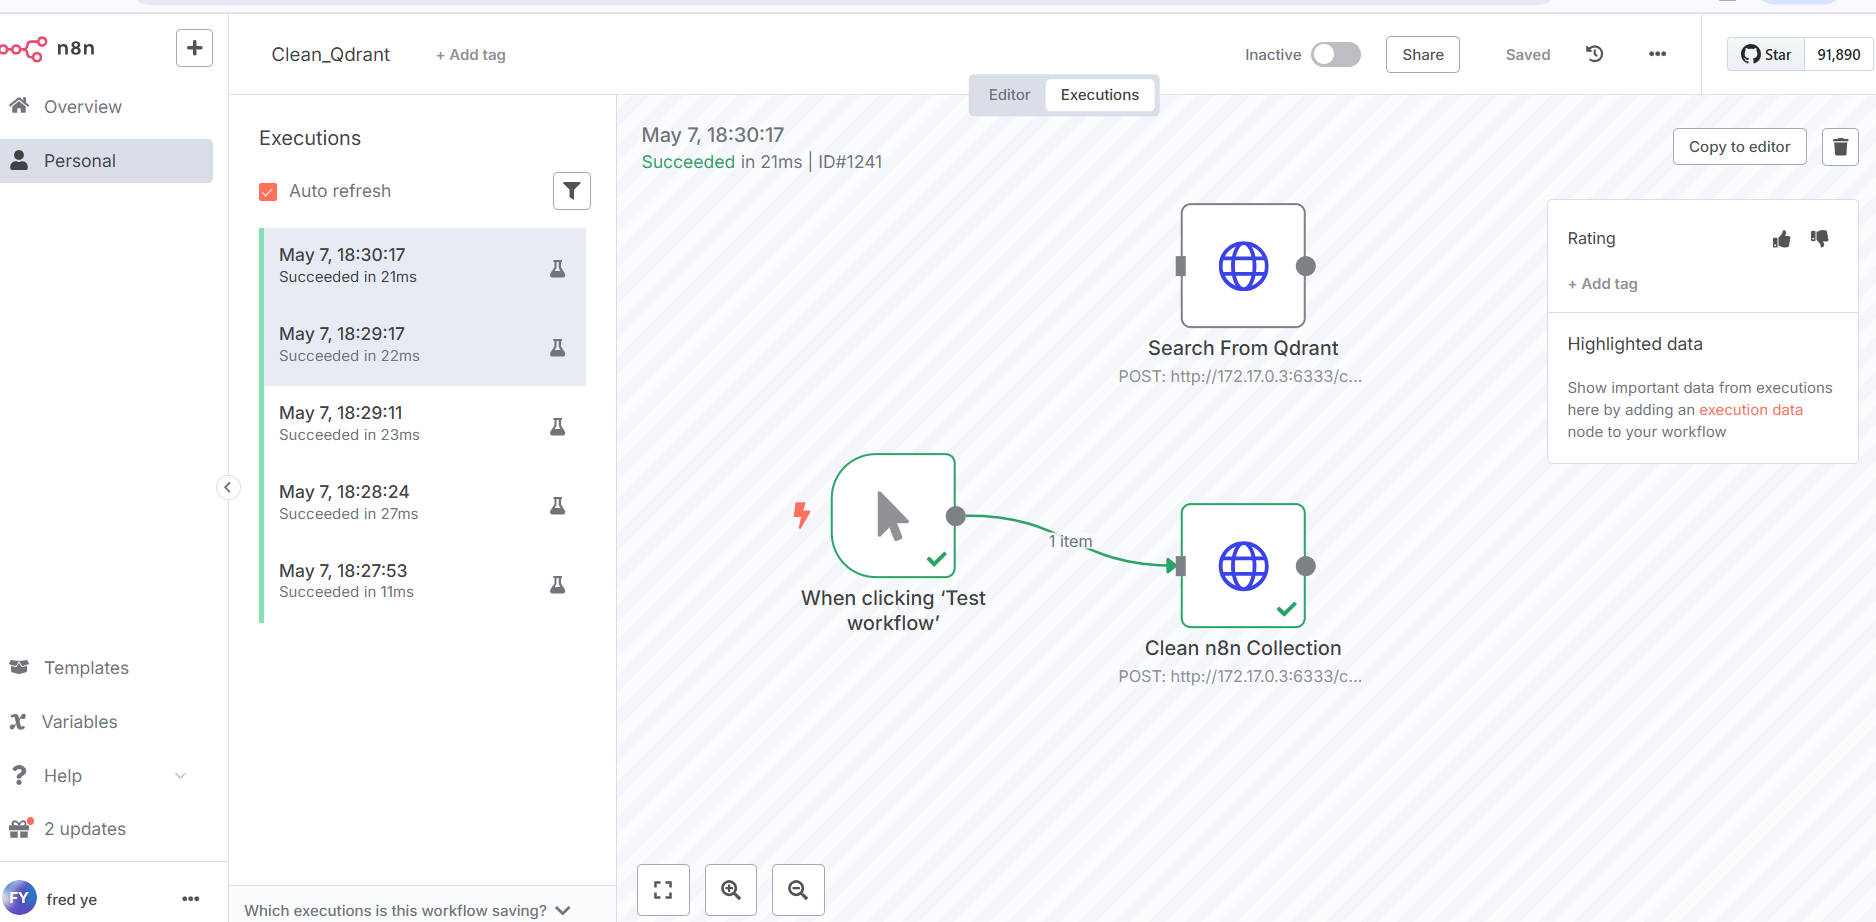 n8n
Overview
Personal
Templates
Variables
Help
2 updates
FY
fred ye
Clean_Qdrant
+ Add tag
Inactive
Share
Saved
Star
91,890
Editor
Executions
Executions
Auto refresh
May 7, 18:30:17
Succeeded in 21ms
May 7, 18:29:17
Succeeded in 22ms
May 7, 18:29:11
Succeeded in 23ms
May 7, 18:28:24
Succeeded in 27ms
May 7, 18:27:53
Succeeded in 11ms
Which executions is this workflow saving?
May 7, 18:30:17
Succeeded in 21ms | ID#1241
Copy to editor
Search From Qdrant
POST: http://172.17.0.3:6333/c...
1 item
When clicking ‘Test
workflow’
Clean n8n Collection
POST: http://172.17.0.3:6333/c...
Rating
+ Add tag
Highlighted data
Show important data from executions
here by adding an execution data
node to your workflow